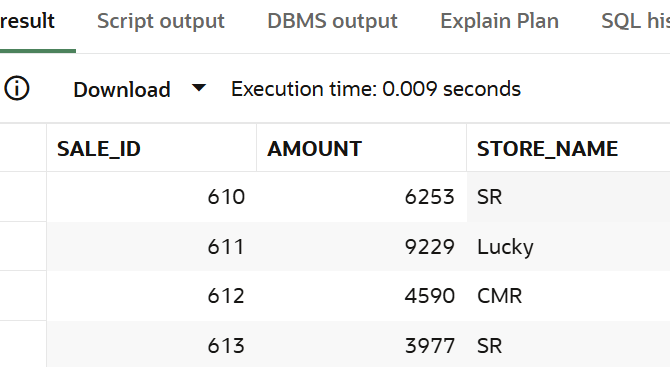 result Script output DBMS output Explain Plan SQL his
Download Execution time: 0.009 seconds
SALE_ID AMOUNT STORE_NAME
610 6253 SR
611 9229 Lucky
612 4590 CMR
613 3977 SR